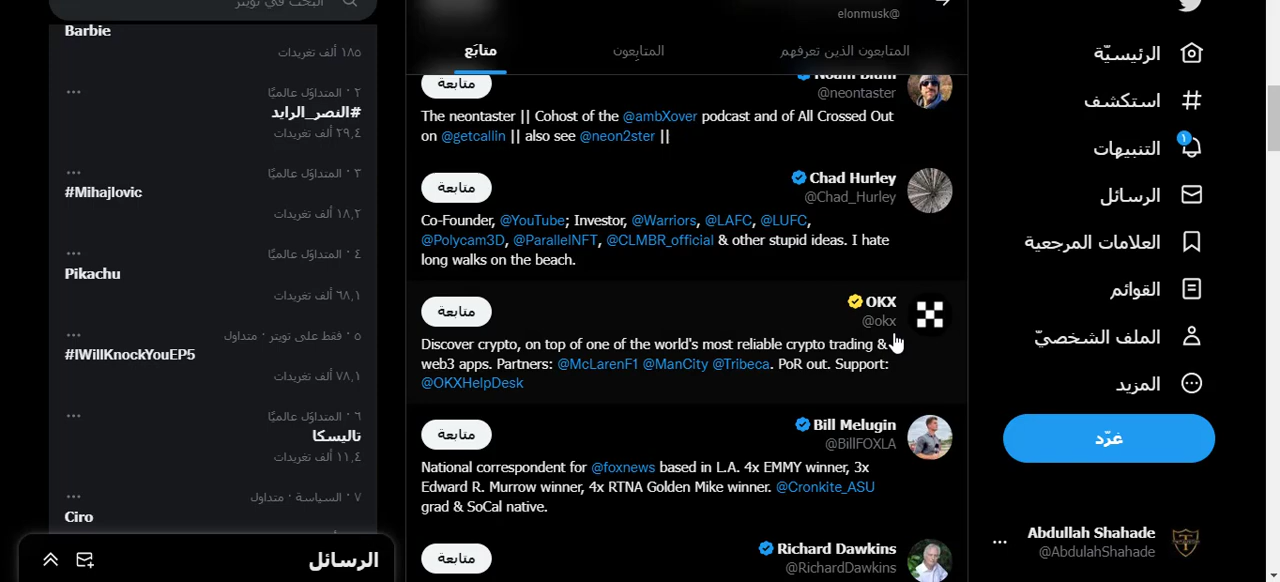 الرئيسيّة
استكشف
١
التنبيهات
الرسائل
العلامات المرجعية
القوائم
الملف الشخصيّ
المزيد
غرّد
Abdullah Shahade
@AbdulahShahade
@elonmusk
المتابعون الذين تعرفهم
المتابِعون
متابَع
Noam Blum
@neontaster
متابعة
The neontaster || Cohost of the @ambXover podcast and of All Crossed Out
on @getcallin || also see @neon2ster ||
Chad Hurley
@Chad_Hurley
متابعة
Co-Founder, @YouTube; Investor, @Warriors, @LAFC, @LUFC,
@Polycam3D, @ParallelNFT, @CLMBR_official & other stupid ideas. I hate
long walks on the beach.
OKX
@okx
متابعة
Discover crypto, on top of one of the world's most reliable crypto trading &
web3 apps. Partners: @McLarenF1 @ManCity @Tribeca. PoR out. Support:
@OKXHelpDesk
Bill Melugin
@BillFOXLA
متابعة
National correspondent for @foxnews based in L.A. 4x EMMY winner, 3x
Edward R. Murrow winner, 4x RTNA Golden Mike winner. @Cronkite_ASU
grad & SoCal native.
Richard Dawkins
@RichardDawkins
متابعة
البحث في تويتر
Barbie
١٨٥ ألف تغريدات
٢ · المتداوَل عالميًا
#النصر_الرايد
٢٩,٤ ألف تغريدات
٣ · المتداوَل عالميًا
#Mihajlovic
١٨,٢ ألف تغريدات
٤ · المتداوَل عالميًا
Pikachu
٦٨,١ ألف تغريدات
٥ · فقط على تويتر · متداول
#IWillKnockYouEP5
٧٨,١ ألف تغريدات
٦ · المتداوَل عالميًا
تاليسكا
١١,٤ ألف تغريدات
٧ · السياسة · متداول
Ciro
الرسائل